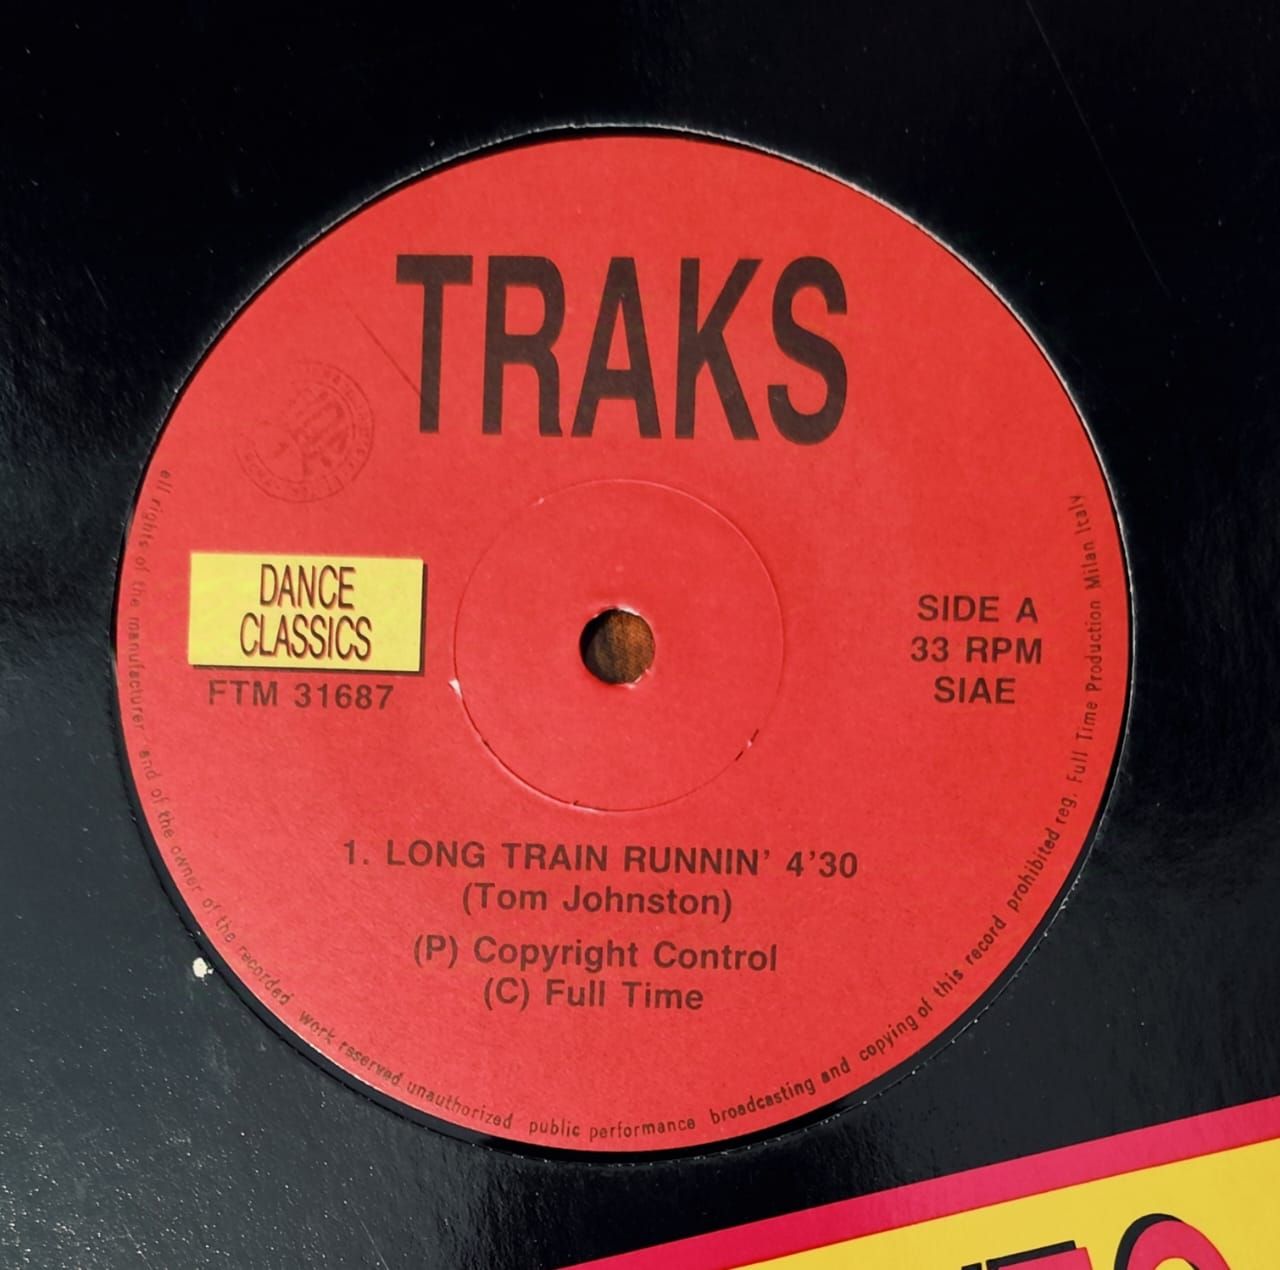 TRAKS
DANCE
CLASSICS
FTM 31687
SIDE A
33 RPM
SIAE
1. LONG TRAIN RUNNIN' 4'30
(Tom Johnston)
(P) Copyright Control
(C) Full Time
all rights of the manufacturer and of the owner of the recorded work reserved unauthorized public performance broadcasting and copying of this record prohibited reg. Full Time Production Milan Italy